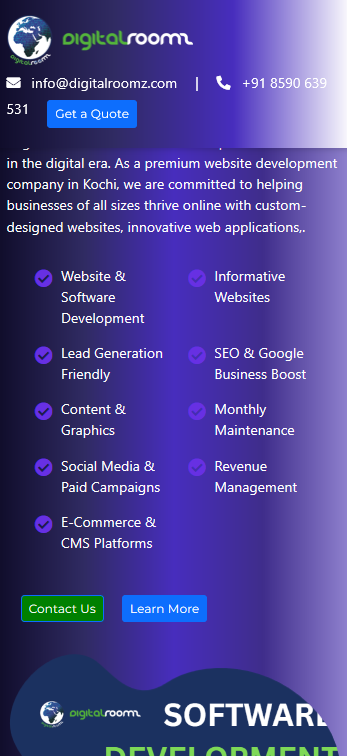 Digitalroomz
Digitalroomz
info@digitalroomz.com | +91 8590 639
531 Get a Quote
in the digital era. As a premium website development
company in Kochi, we are committed to helping
businesses of all sizes thrive online with custom-
designed websites, innovative web applications,.
Website & Software Development
Informative Websites
Lead Generation Friendly
SEO & Google Business Boost
Content & Graphics
Monthly Maintenance
Social Media & Paid Campaigns
Revenue Management
E-Commerce & CMS Platforms
Contact Us Learn More
Digitalroomz
SOFTWARE
DEVELOPMENT